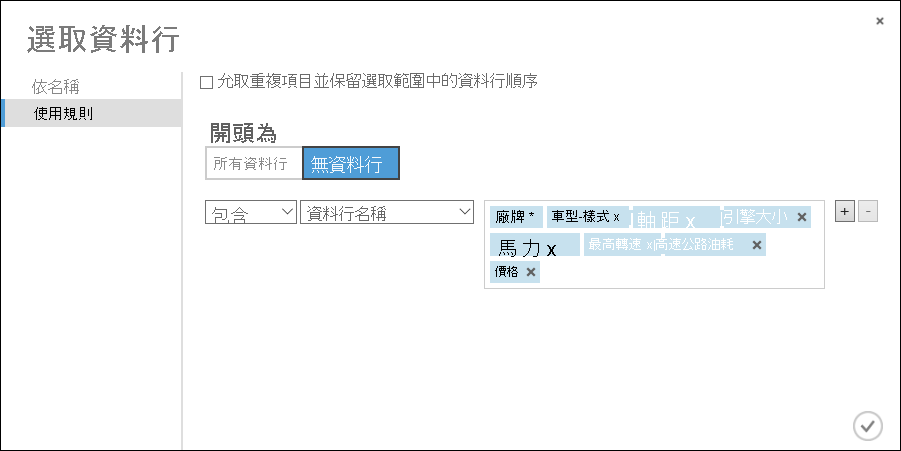 選取資料行
依名稱
使用規則
允取重複項目並保留選取範圍中的資料行順序
開頭為
所有資料行 無資料行
包含 資料行名稱 廠牌 * 車型-樣式 x 軸距 x 引擎大小 ×
馬力 x 最高轉速 x 高速公路油耗 ×
價格 ×
+ -